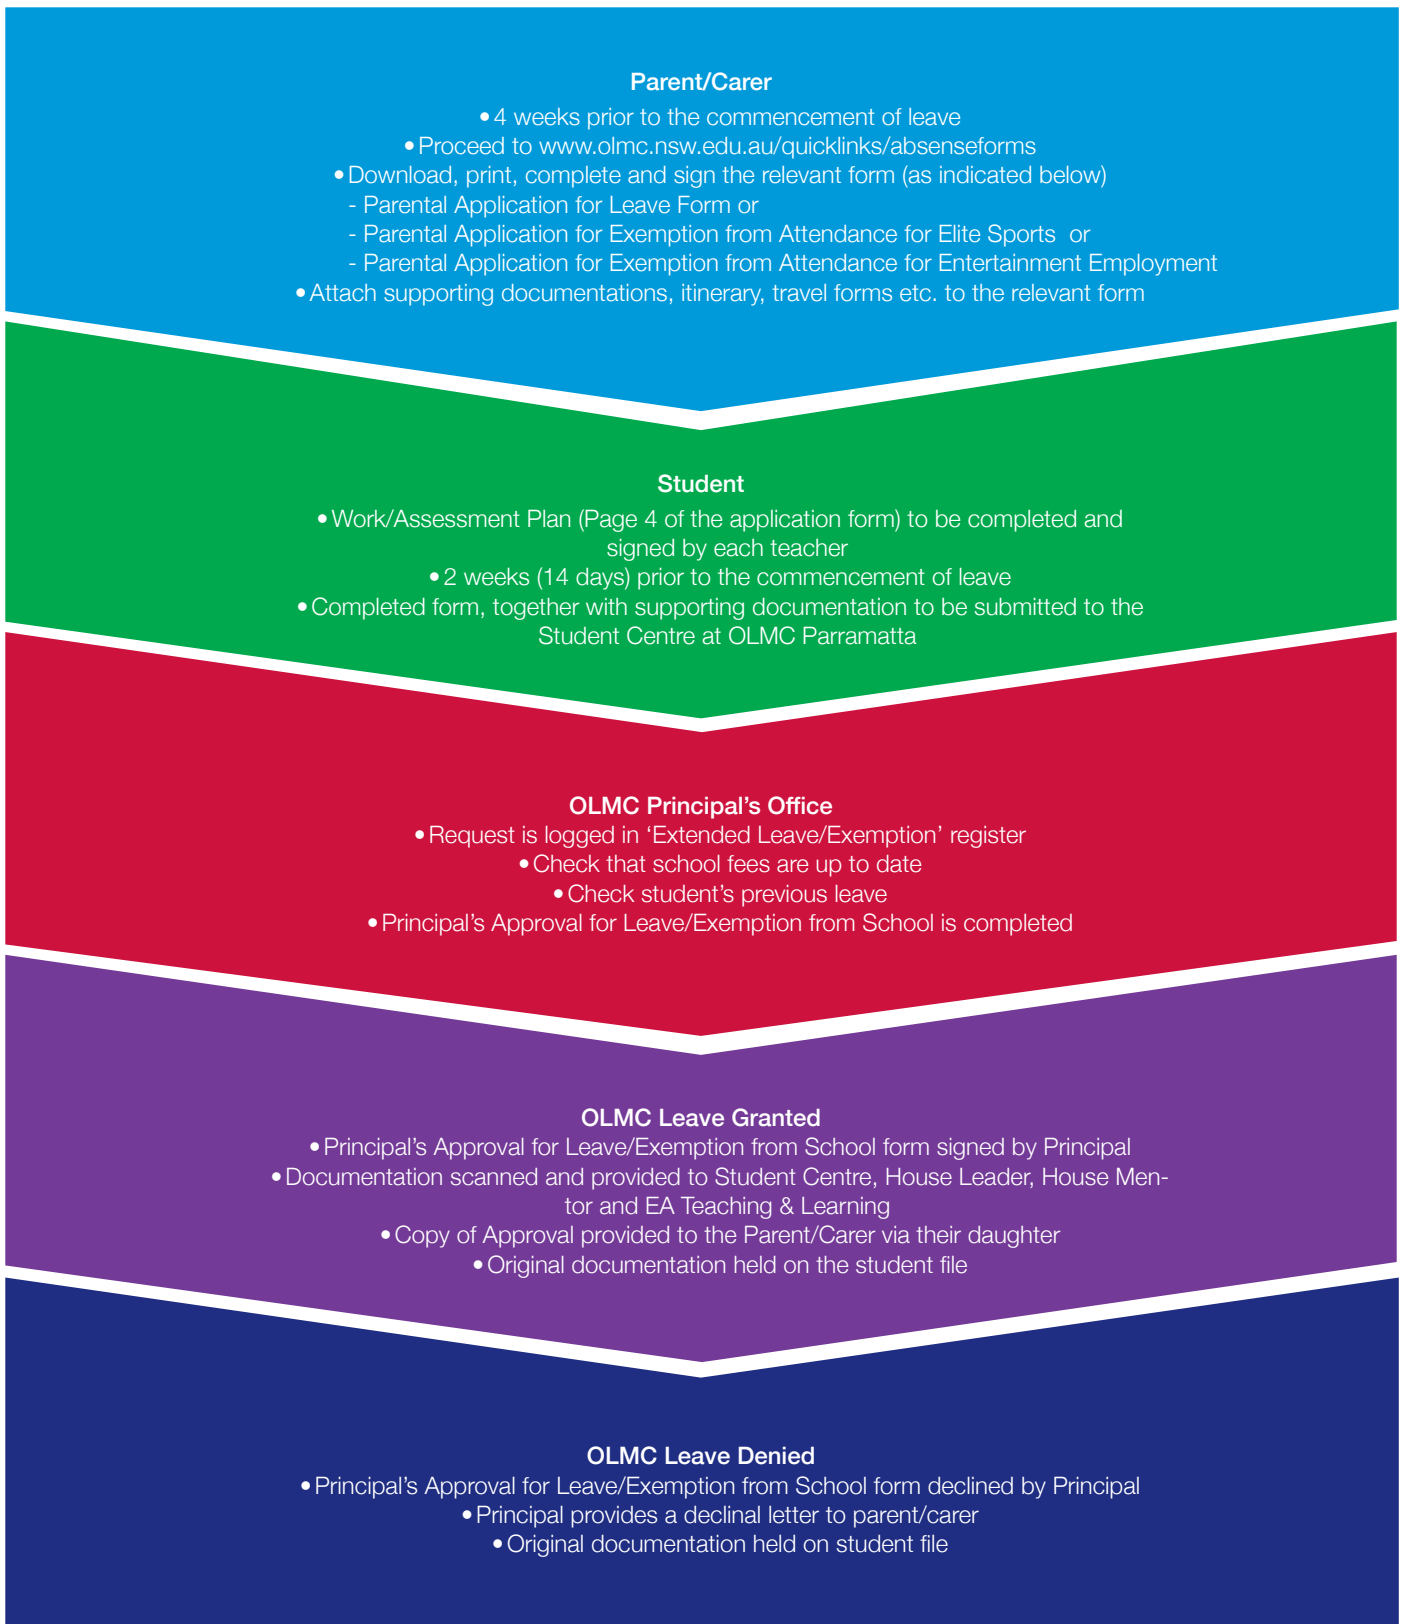 Parent/Carer
•4 weeks prior to the commencement of leave
•Proceed to www.olmc.nsw.edu.au/quicklinks/absenseforms
•Download, print, complete and sign the relevant form (as indicated below)
- Parental Application for Leave Form or
- Parental Application for Exemption from Attendance for Elite Sports  or
- Parental Application for Exemption from Attendance for Entertainment Employment
•Attach supporting documentations, itinerary, travel forms etc. to the relevant form
Student
•Work/Assessment Plan (Page 4 of the application form) to be completed and
signed by each teacher
•2 weeks (14 days) prior to the commencement of leave
•Completed form, together with supporting documentation to be submitted to the
Student Centre at OLMC Parramatta
OLMC Principal’s Office
•Request is logged in ‘Extended Leave/Exemption’ register
•Check that school fees are up to date
•Check student’s previous leave
•Principal’s Approval for Leave/Exemption from School is completed
OLMC Leave Granted
•Principal’s Approval for Leave/Exemption from School form signed by Principal
•Documentation scanned and provided to Student Centre, House Leader, House Men-
tor and EA Teaching & Learning
•Copy of Approval provided to the Parent/Carer via their daughter
•Original documentation held on the student file
OLMC Leave Denied
•Principal’s Approval for Leave/Exemption from School form declined by Principal
•Principal provides a declinal letter to parent/carer
•Original documentation held on student file